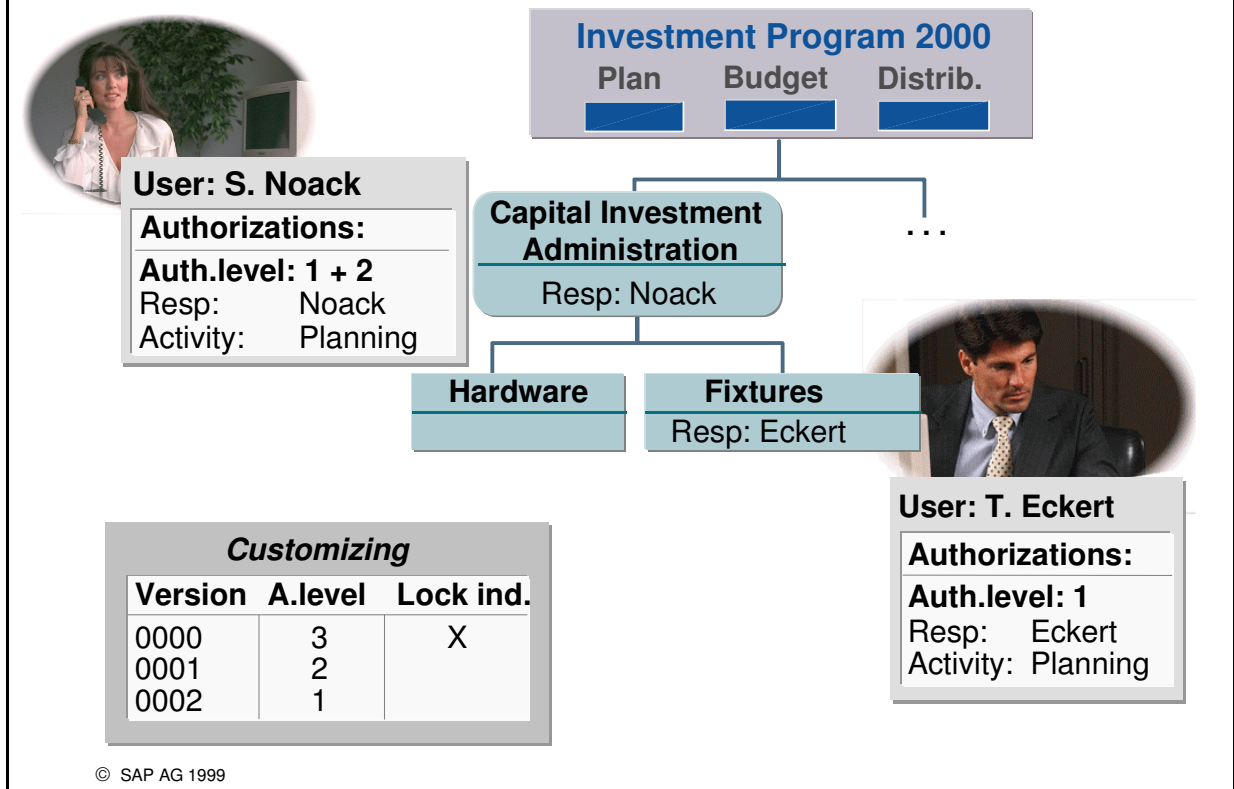 Investment Program 2000
Plan Budget Distrib.
User: S. Noack
Authorizations:
Auth.level: 1 + 2
Resp: Noack
Activity: Planning
Capital Investment
Administration
Resp: Noack
. . .
Hardware
Fixtures
Resp: Eckert
User: T. Eckert
Authorizations:
Auth.level: 1
Resp: Eckert
Activity: Planning
Customizing
Version A.level Lock ind.
0000 3 X
0001 2
0002 1
© SAP AG 1999